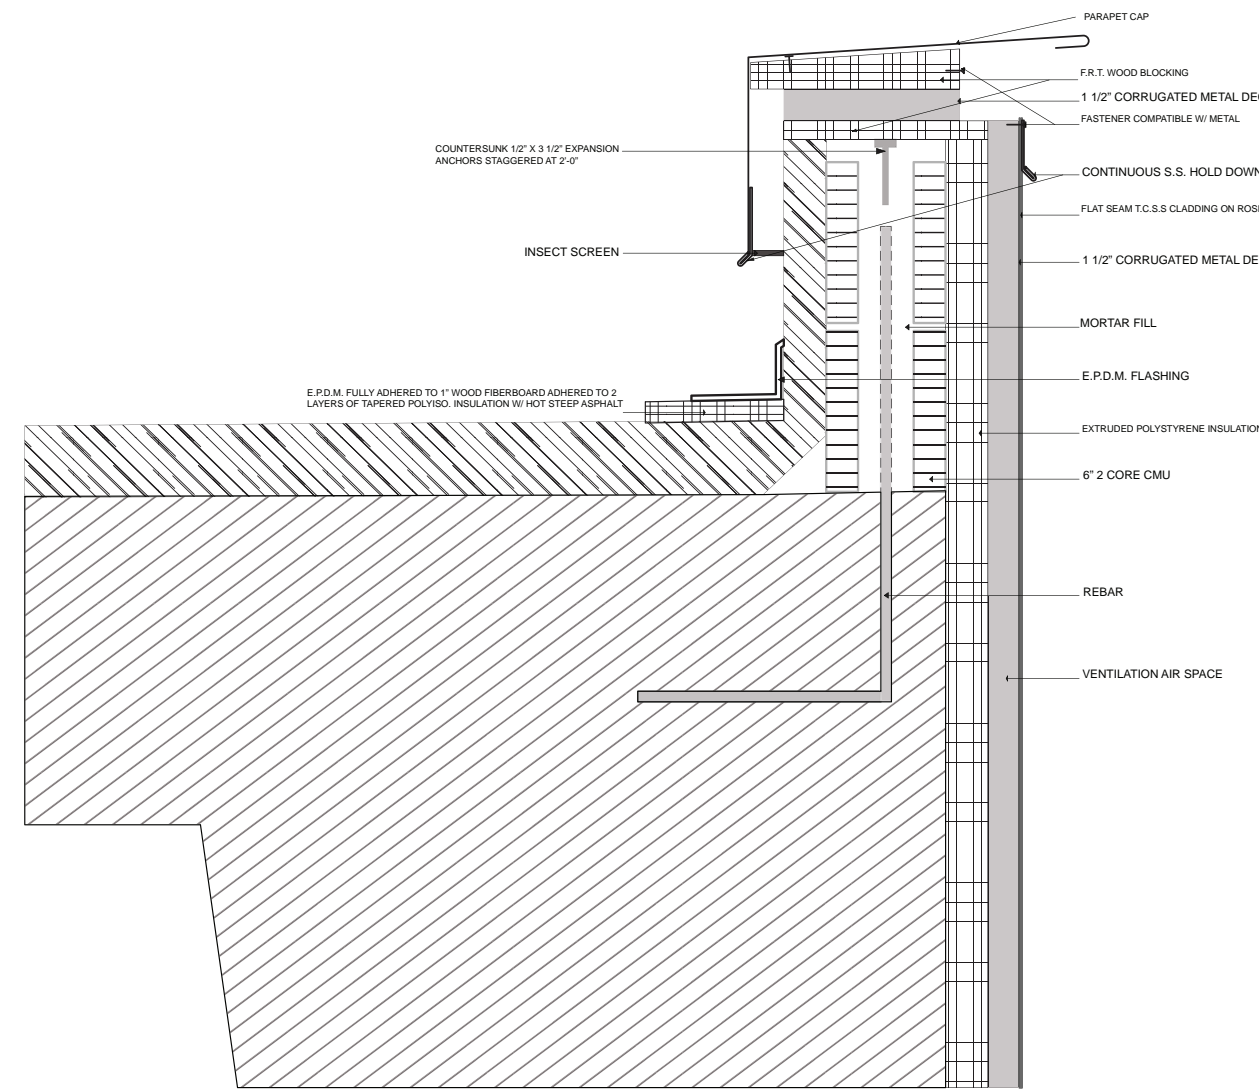 PARAPET CAP
F.R.T. WOOD BLOCKING
1 1/2” CORRUGATED METAL
FASTENER COMPATIBLE W/ METAL
COUNTERSUNK 1/2" X 3 1/2" EXPANSION
ANCHORS STAGGERED AT 2'-0"
CONTINUOUS S.S. HOLD DOWN
FLAT SEAM T.C.S.S CLADDING ON
INSECT SCREEN
1 1/2” CORRUGATED METAL
MORTAR FILL
E.P.D.M. FLASHING
E.P.D.M. FULLY ADHERED TO 1" WOOD FIBERBOARD ADHERED TO 2
LAYERS OF TAPERED POLYISO. INSULATION W/ HOT STEEP ASPHALT
EXTRUDED POLYSTYRENE INSULATION
6” 2 CORE CMU
REBAR
VENTILATION AIR SPACE